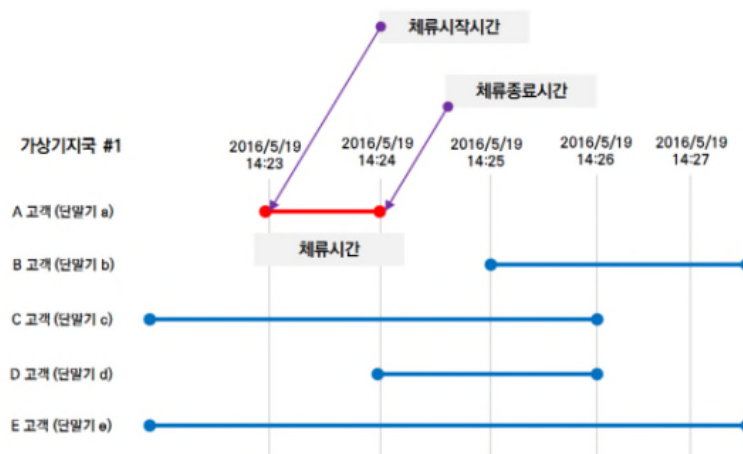 체류시작시간
체류종료시간
가상기지국 #1
2016/5/19
14:23
2016/5/19
14:24
2016/5/19
14:25
2016/5/19
14:26
2016/5/19
14:27
A 고객 (단말기 a)
체류시간
B 고객 (단말기 b)
C 고객 (단말기 c)
D 고객 (단말기 d)
E 고객 (단말기 e)